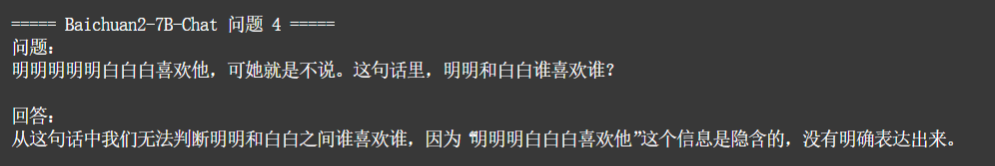 ===== Baichuan2-7B-Chat 问题 4 =====
问题：
明明明明明白白白喜欢他，可她就是不说。这句话里，明明和白白谁喜欢谁？
回答：
从这句话中我们无法判断明明和白白之间谁喜欢谁，因为“明明明白白白喜欢他”这个信息是隐含的，没有明确表达出来。